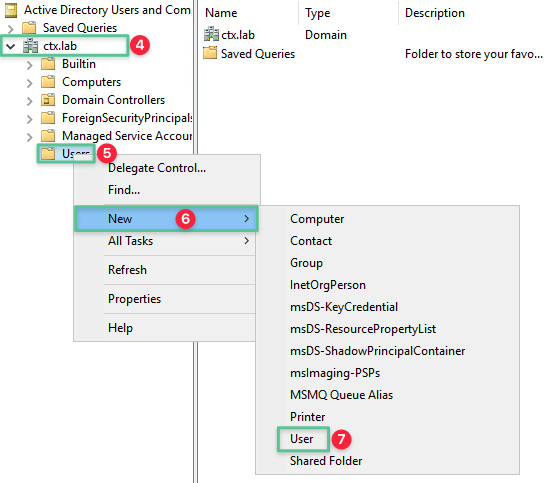 Active Directory Users and Com
Saved Queries
ctx.lab 4
Builtin
Computers
Domain Controllers
ForeignSecurityPrincipals
Managed Service Accoun
Users 5
Name Type Description
ctx.lab Domain
Saved Queries Folder to store your favo...
Delegate Control...
Find...
New 6
All Tasks
Refresh
Properties
Help
Computer
Contact
Group
InetOrgPerson
msDS-KeyCredential
msDS-ResourcePropertyList
msDS-ShadowPrincipalContainer
msImaging-PSPs
MSMQ Queue Alias
Printer
User 7
Shared Folder